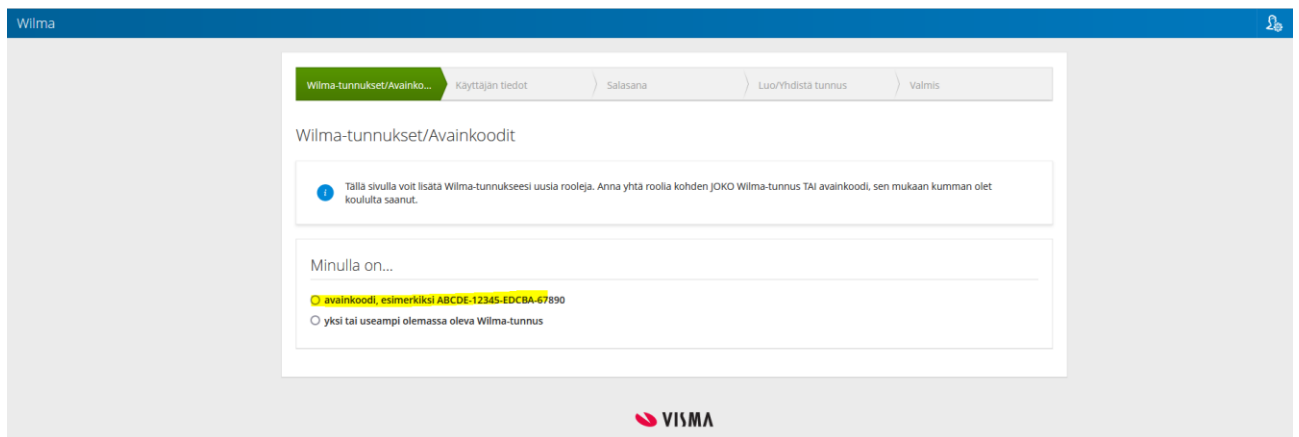 Wilma
Wilma-tunnukset/Avainko...
Käyttäjän tiedot
Salasana
Luo/Yhdistä tunnus
Valmis
Wilma-tunnukset/Avainkoodit
Tällä sivulla voit lisätä Wilma-tunnukseesi uusia rooleja. Anna yhtä roolia kohden JOKO Wilma-tunnus TAI avainkoodi, sen mukaan kumman olet
koululta saanut.
Minulla on...
avainkoodi, esimerkiksi ABCDE-12345-EDCBA-67890
yksi tai useampi olemassa oleva Wilma-tunnus
VISMA